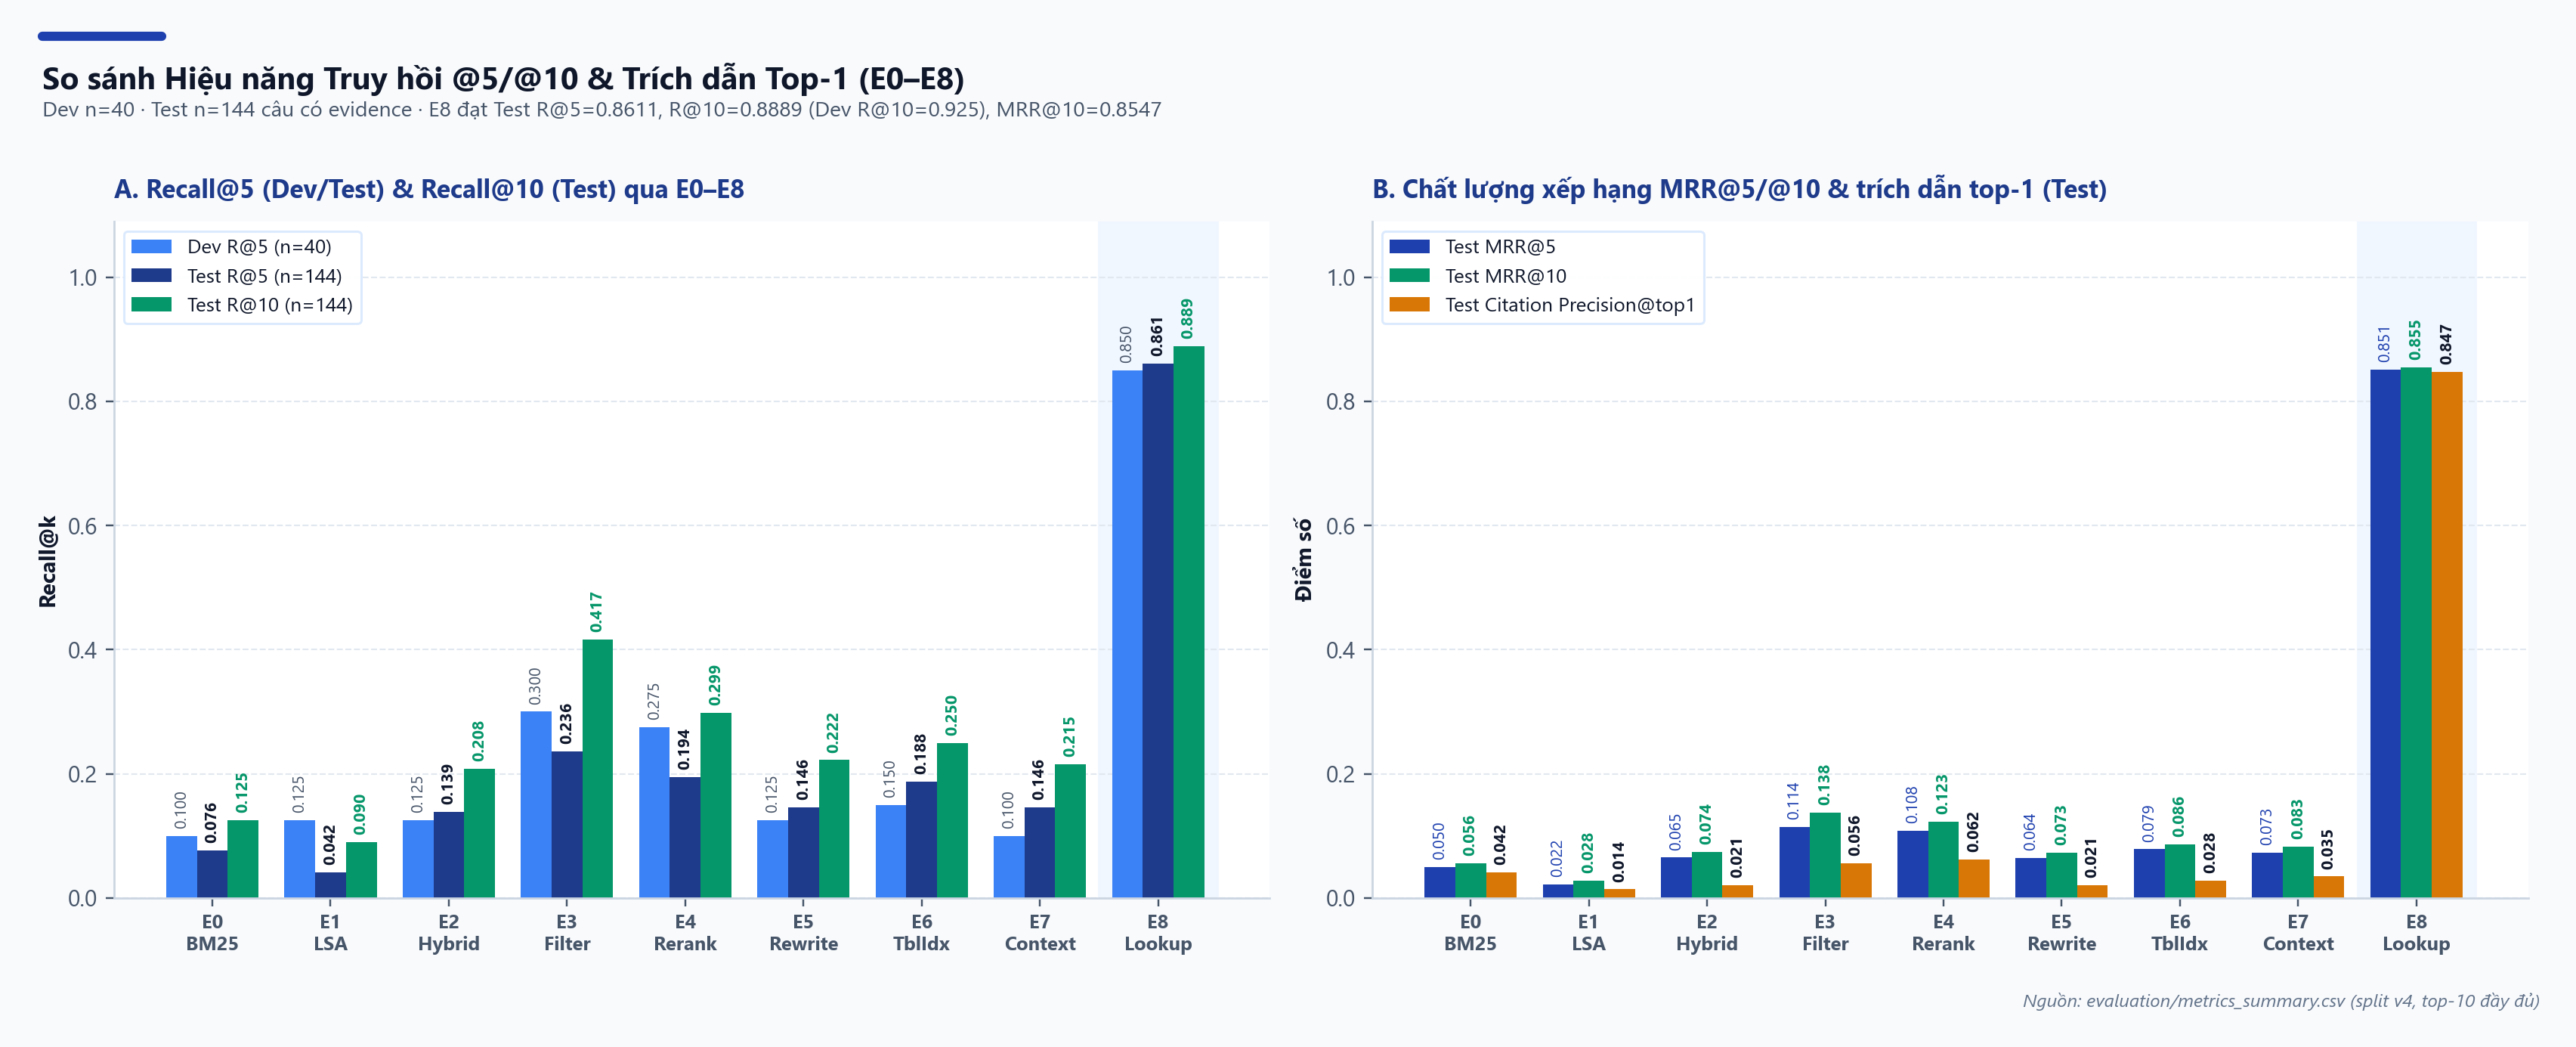 So sánh Hiệu năng Truy hồi @5/@10 & Trích dẫn Top-1 (E0–E8)
Dev n=40 · Test n=144 câu có evidence · E8 đạt Test R@5=0.8611, R@10=0.8889 (Dev R@10=0.925), MRR@10=0.8547
A. Recall@5 (Dev/Test) & Recall@10 (Test) qua E0–E8
Dev R@5 (n=40)
Test R@5 (n=144)
Test R@10 (n=144)
Recall@k
1.0
0.8
0.6
0.4
0.2
0.0
0.100
0.076
0.125
0.125
0.042
0.090
0.125
0.139
0.208
0.300
0.236
0.417
0.275
0.194
0.299
0.125
0.146
0.222
0.150
0.188
0.250
0.100
0.146
0.215
0.850
0.861
0.889
E0
BM25
E1
LSA
E2
Hybrid
E3
Filter
E4
Rerank
E5
Rewrite
E6
TblIdx
E7
Context
E8
Lookup
B. Chất lượng xếp hạng MRR@5/@10 & trích dẫn top-1 (Test)
Test MRR@5
Test MRR@10
Test Citation Precision@top1
Điểm số
1.0
0.8
0.6
0.4
0.2
0.0
0.050
0.056
0.042
0.022
0.028
0.014
0.065
0.074
0.021
0.114
0.138
0.056
0.108
0.123
0.062
0.064
0.073
0.021
0.079
0.086
0.028
0.073
0.083
0.035
0.851
0.855
0.847
E0
BM25
E1
LSA
E2
Hybrid
E3
Filter
E4
Rerank
E5
Rewrite
E6
TblIdx
E7
Context
E8
Lookup
Nguồn: evaluation/metrics_summary.csv (split v4, top-10 đầy đủ)